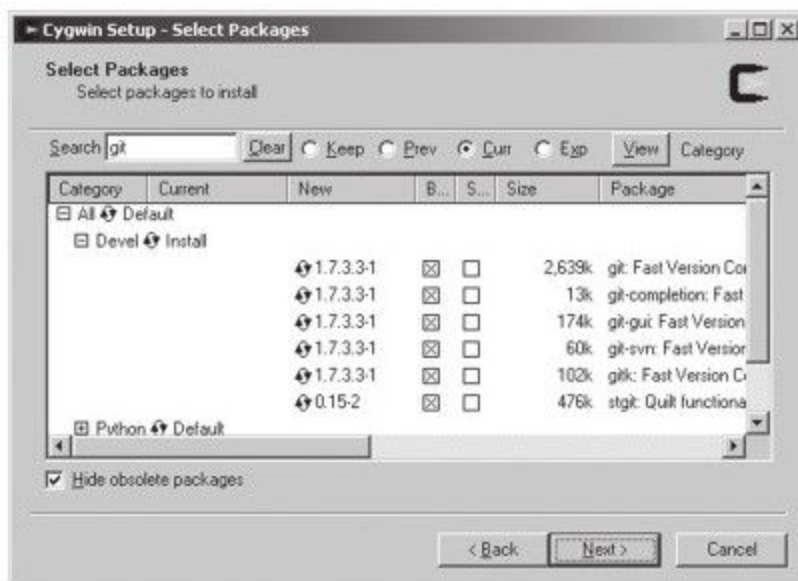 Cygwin Setup - Select Packages
Select Packages
Select packages to install
Search git Clear Keep Prev Curr Exp View Category
Category Current New B... S... Size Package
All Default
Devel Install
1.7.3.3-1 2,639k git: Fast Version Co
1.7.3.3-1 13k git-completion: Fast
1.7.3.3-1 174k git-gui: Fast Version
1.7.3.3-1 60k git-svn: Fast Version
1.7.3.3-1 102k gitk: Fast Version C
0.15-2 476k stgit: Quilt functiona
Python Default
Hide obsolete packages
< Back Next > Cancel